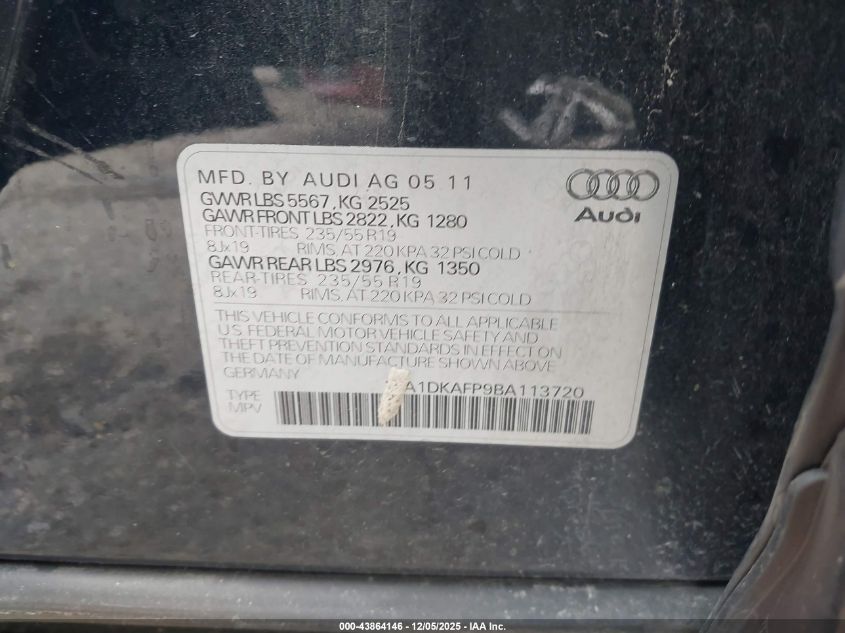 MFD. BY AUDI AG 05 11
GVWR LBS 5567, KG 2525
GAWR FRONT LBS 2822, KG 1280
FRONT-TIRES 235/55 R19
8Jx19 RIMS, AT 220 KPA 32 PSI COLD
GAWR REAR LBS 2976, KG 1350
REAR-TIRES 235/55 R19
8Jx19 RIMS, AT 220 KPA 32 PSI COLD
Audi
THIS VEHICLE CONFORMS TO ALL APPLICABLE
U.S. FEDERAL MOTOR VEHICLE SAFETY AND
THEFT PREVENTION STANDARDS IN EFFECT ON
THE DATE OF MANUFACTURE SHOWN ABOVE
GERMANY
A1DKAFP9BA113720
TYPE
MPV
000-43864146 - 12/05/2025 - IAA Inc.